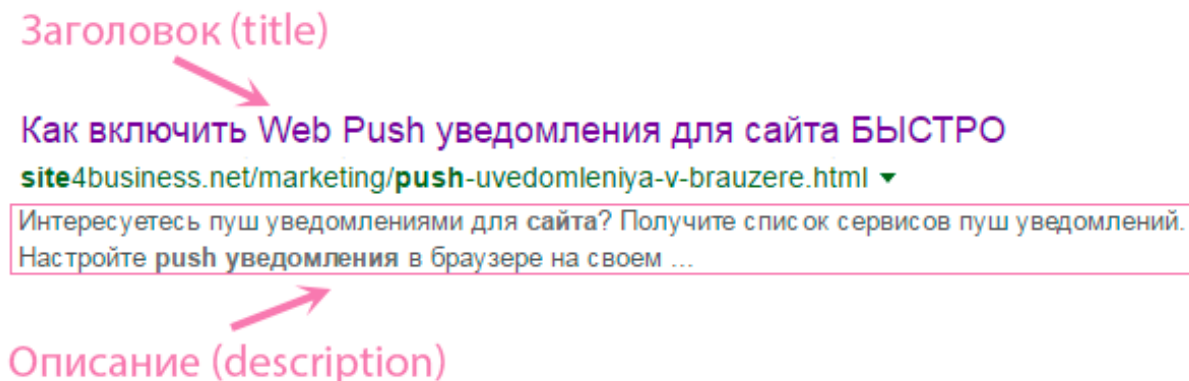 Заголовок (title)
Как включить Web Push уведомления для сайта БЫСТРО
site4business.net/marketing/push-uvedomleniya-v-brauzere.html
Интересуетесь пуш уведомлениями для сайта? Получите список сервисов пуш уведомлений.
Настройте push уведомления в браузере на своем ...
Описание (description)